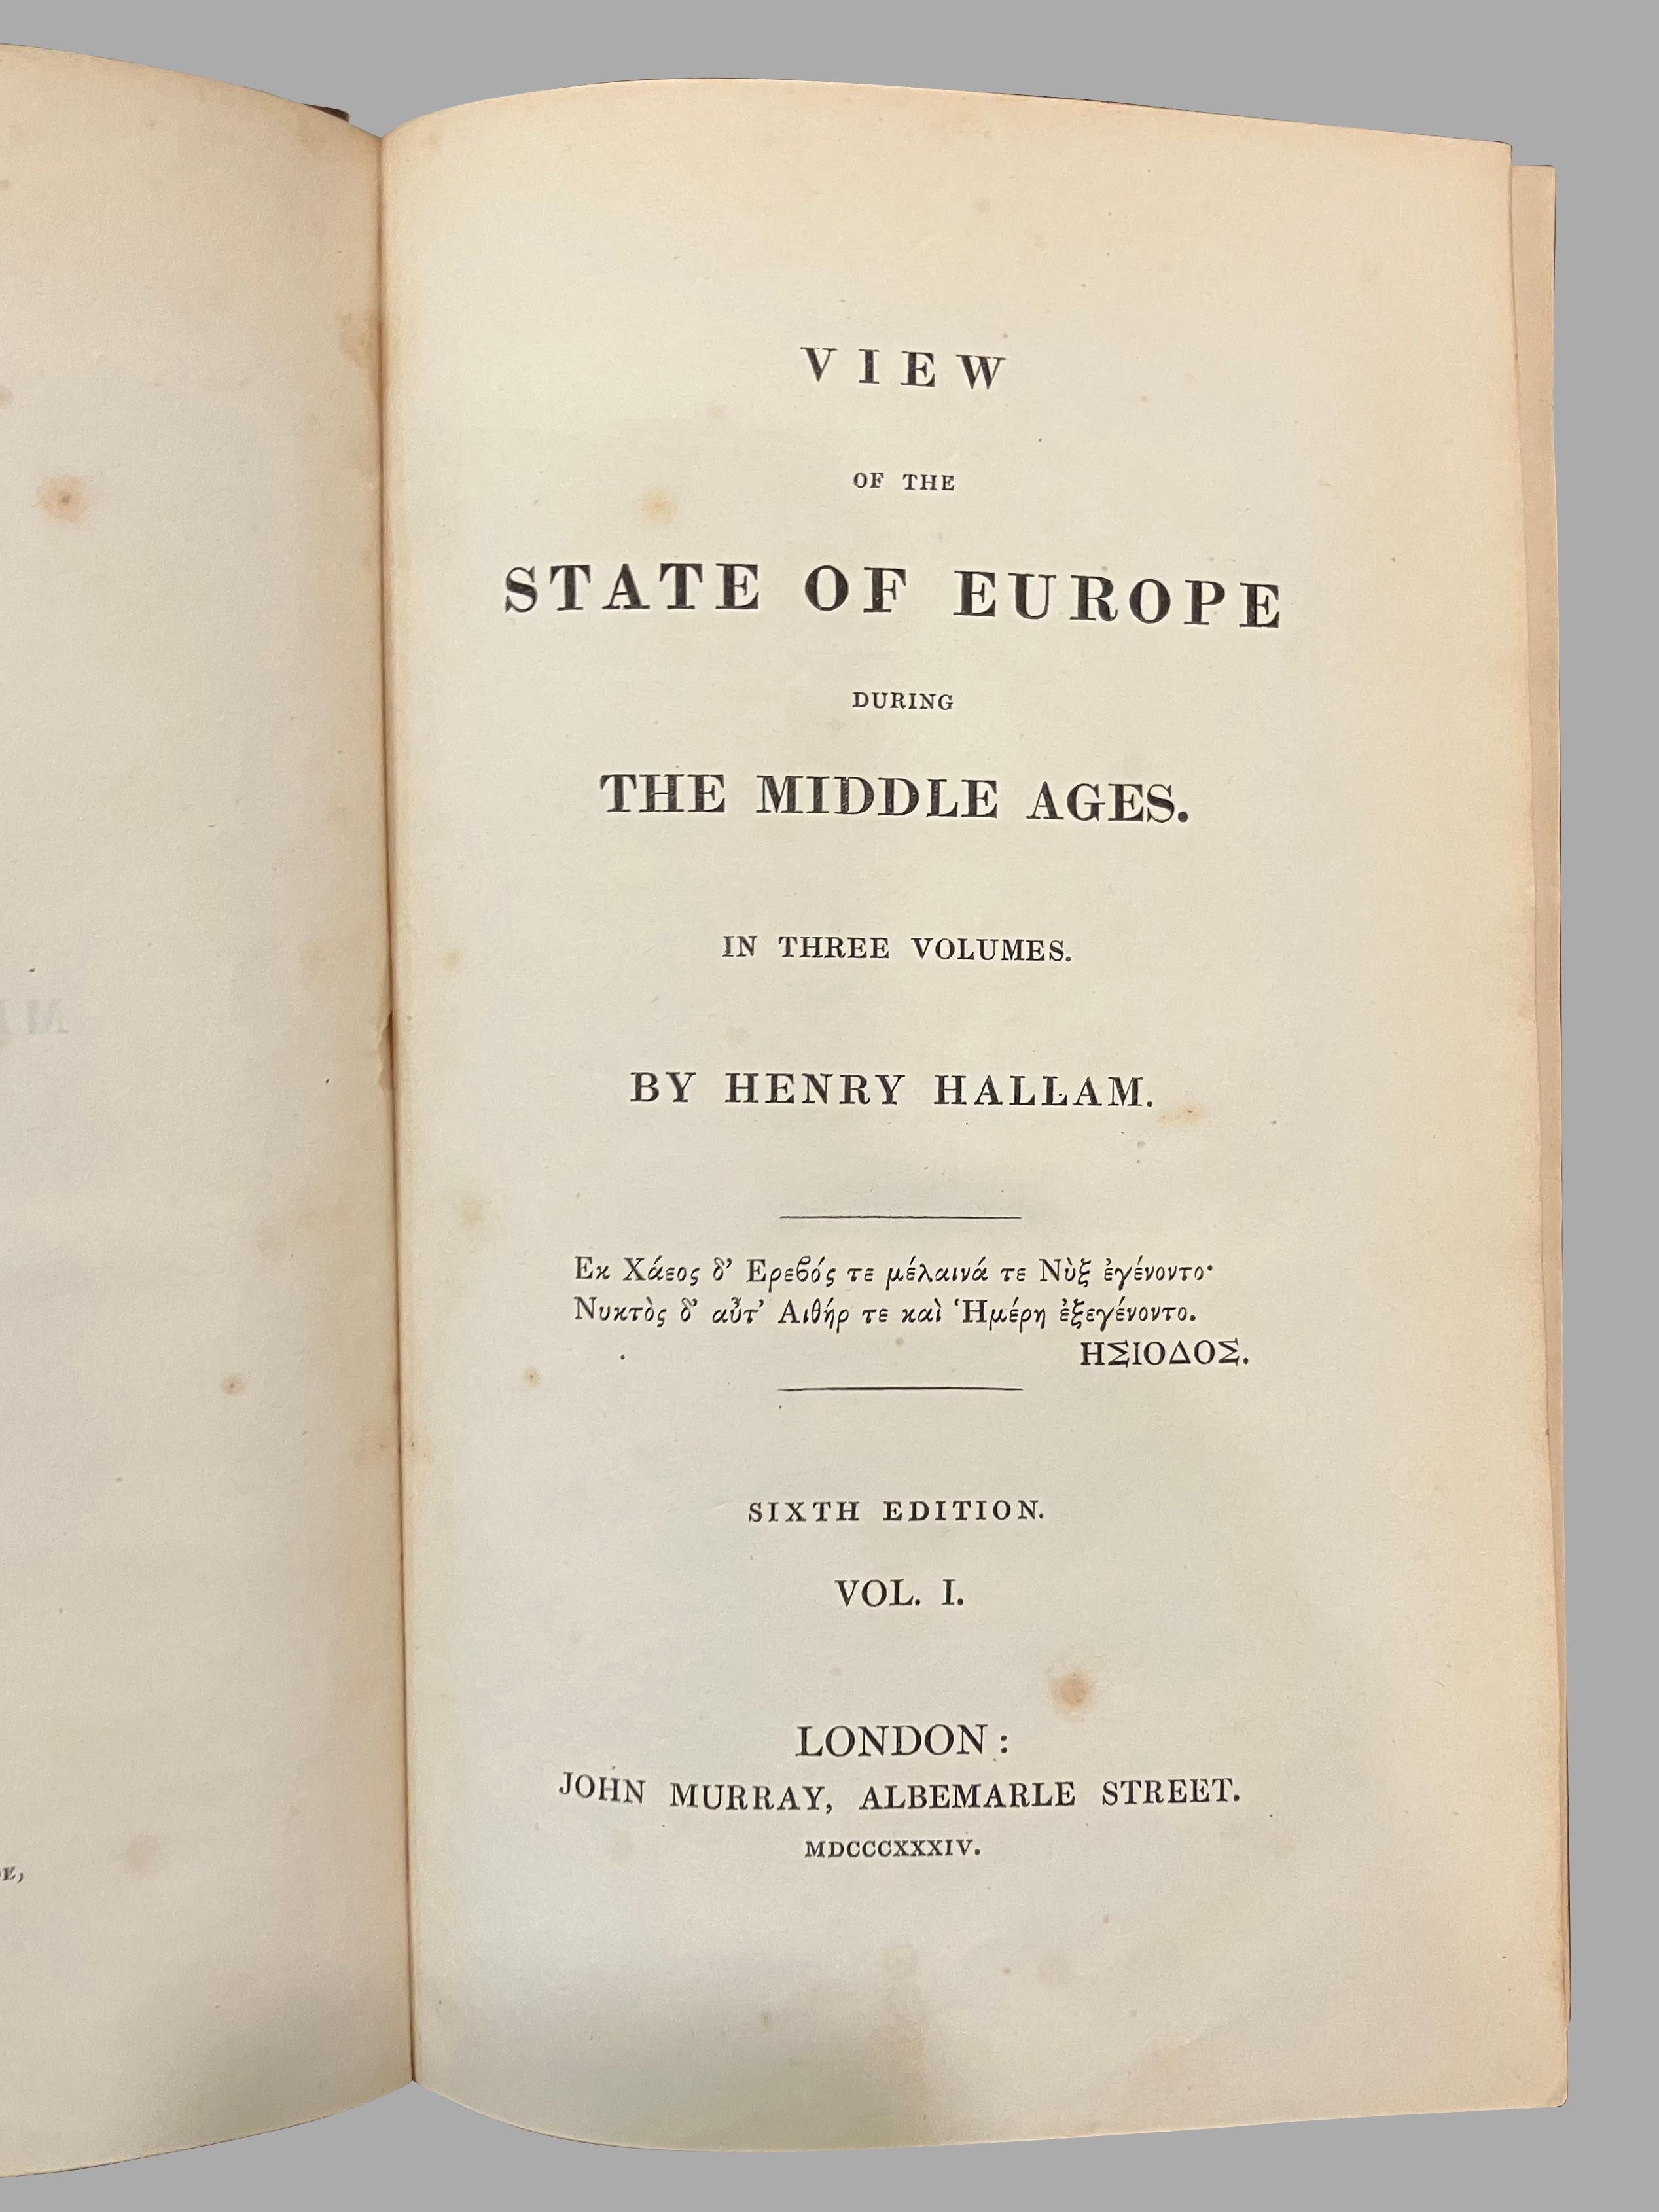 VIEW
OF THE
STATE OF EUROPE
DURING
THE MIDDLE AGES.
IN THREE VOLUMES.
BY HENRY HALLAM.
Εκ Χάεος δ’ Ερεϐός τε μέλαινά τε Νὺξ ἐγένοντο·
Νυκτὸς δ’ αὖτ’ Αιθήρ τε καὶ Ἡμέρη ἐξεγένοντο.
ΗΣΙΟΔΟΣ.
SIXTH EDITION.
VOL. I.
LONDON:
JOHN MURRAY, ALBEMARLE STREET.
MDCCCXXXIV.